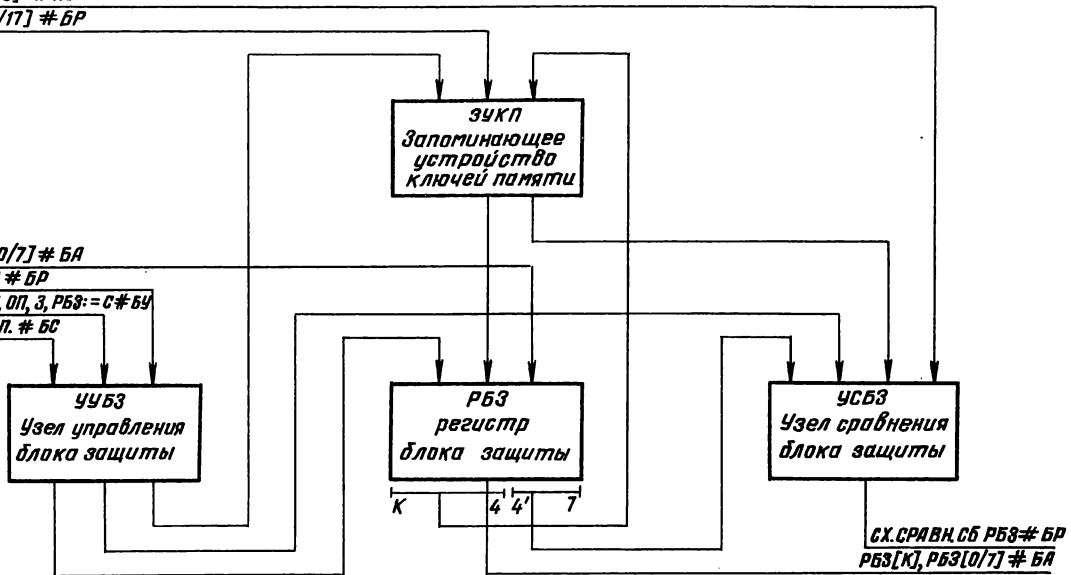 /17] # БР
ЗУКП
Запоминающее
устройство
ключей памяти
0/7] # БА
# БР
, ОП, З, РБЗ:=С#БУ
П. # БС
УУБЗ
Узел управления
блока защиты
РБЗ
регистр
блока защиты
УСБЗ
Узел сравнения
блока защиты
К 4 4' 7
СХ.СРАВН.СБ РБЗ# БР
РБЗ[К], РБЗ[0/7] # БА